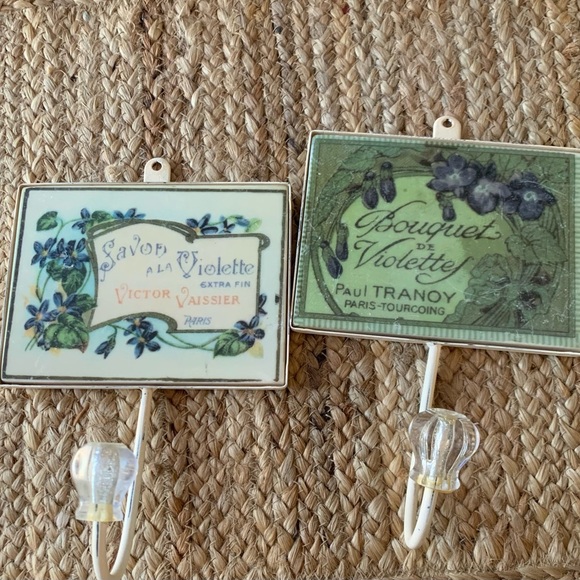 Savon
A LA Violette
EXTRA FIN
VICTOR VAISSIER
PARIS
Bouquet
DE
Violettes
PAUL TRANOY
PARIS-TOURCOING